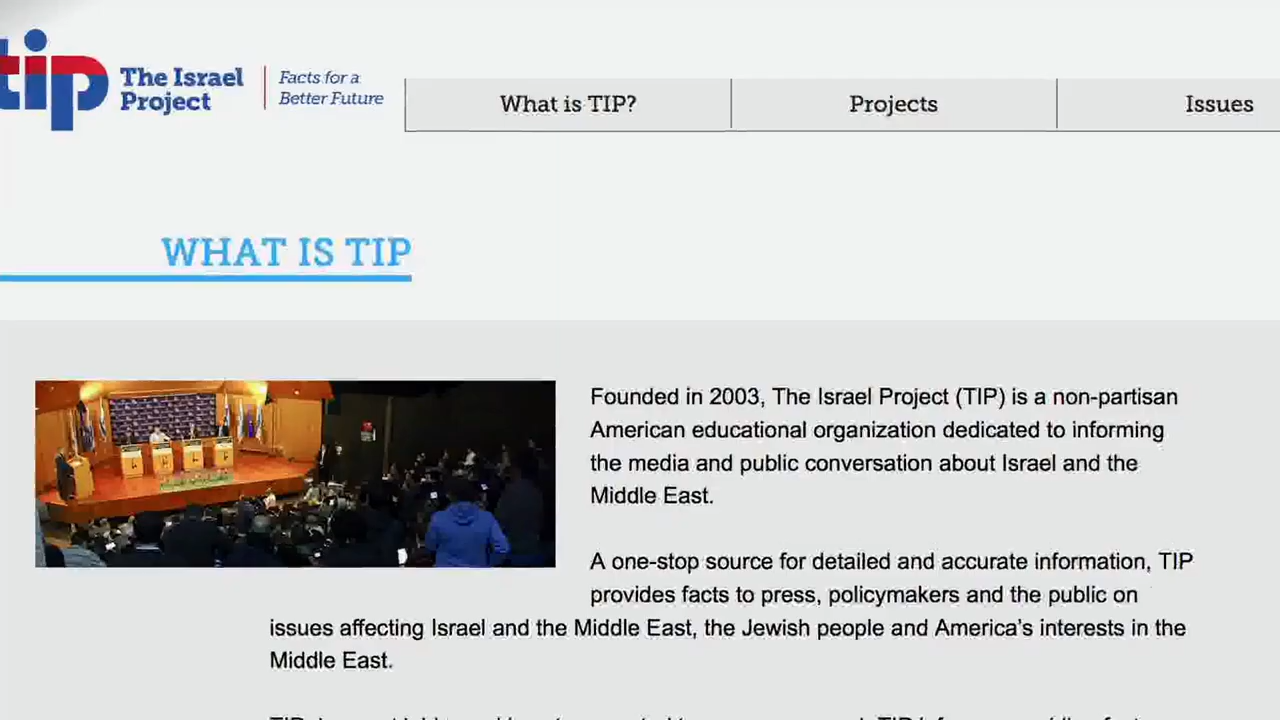 tip
The Israel
Project
Facts for a
Better Future
What is TIP?
Projects
Issues
WHAT IS TIP
Founded in 2003, The Israel Project (TIP) is a non-partisan
American educational organization dedicated to informing
the media and public conversation about Israel and the
Middle East.
A one-stop source for detailed and accurate information, TIP
provides facts to press, policymakers and the public on
issues affecting Israel and the Middle East, the Jewish people and America's interests in the
Middle East.